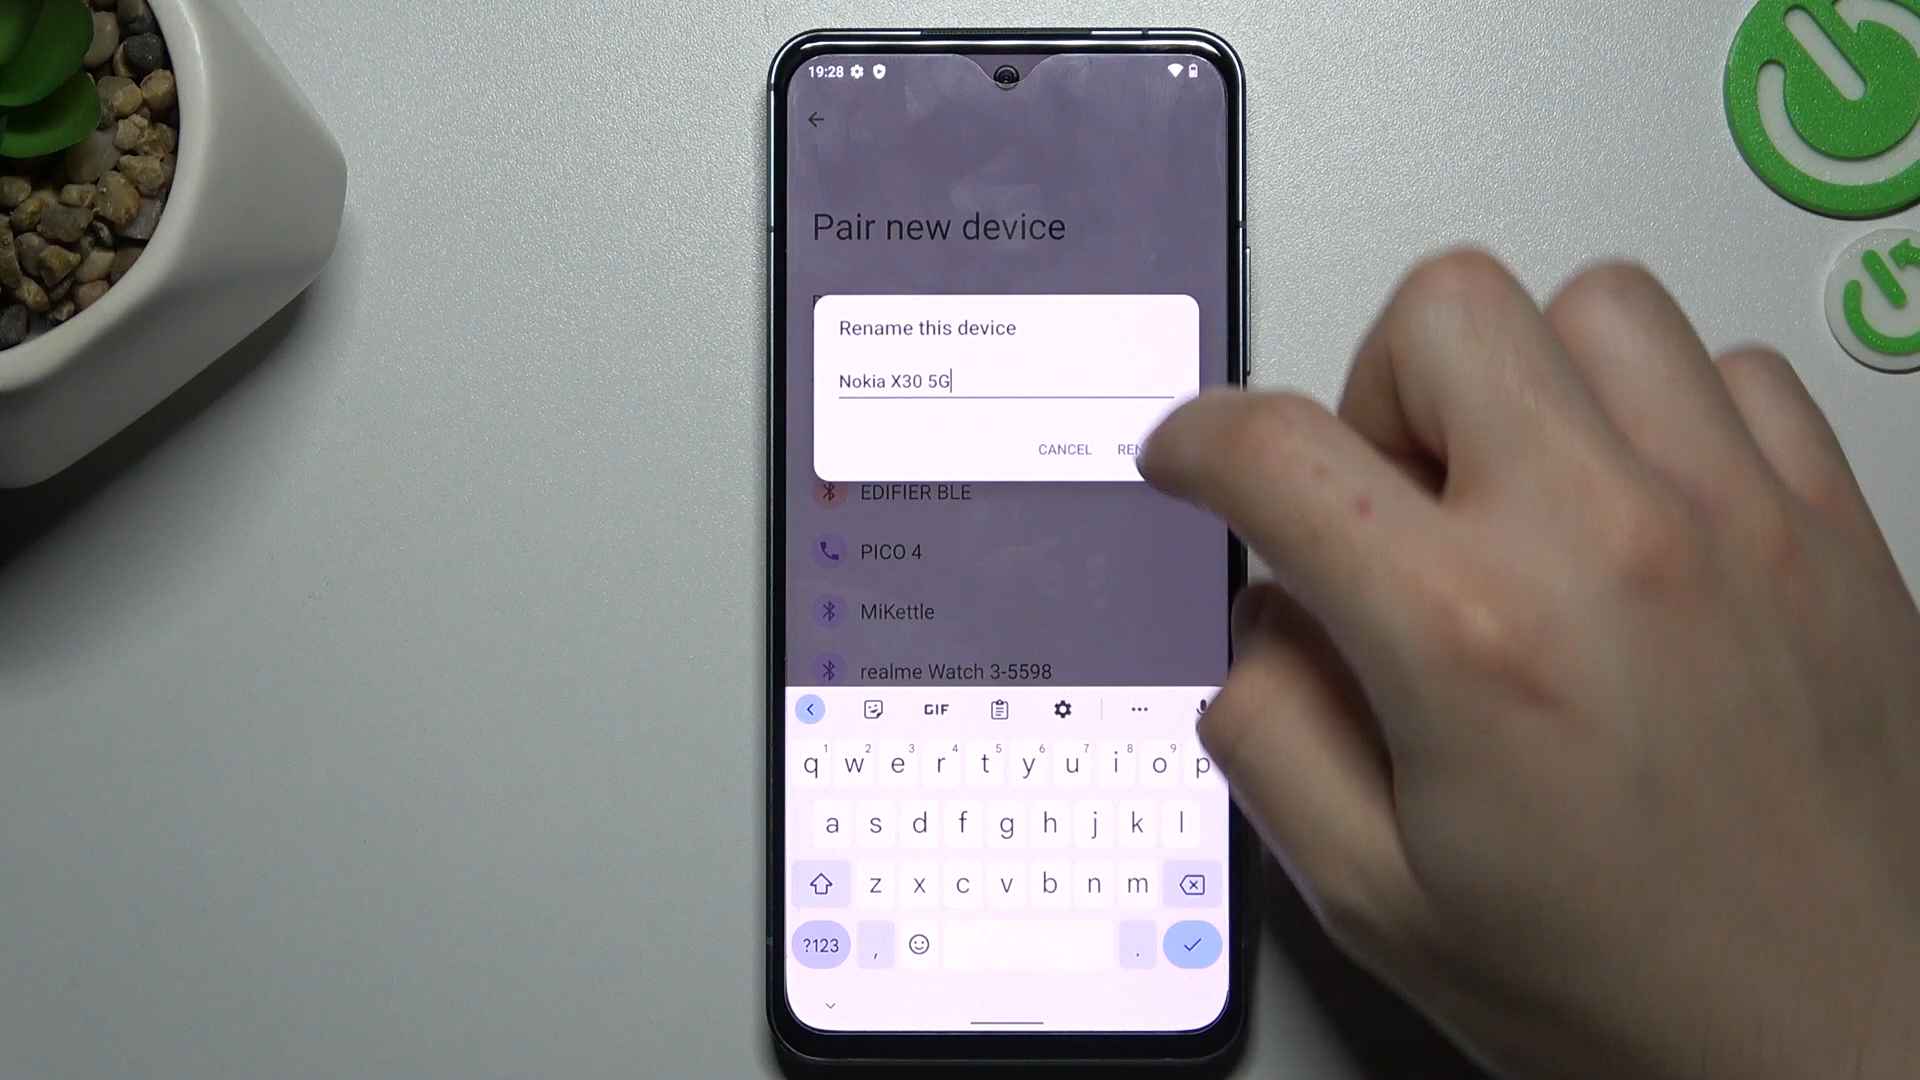 19:28
Pair new device
Rename this device
Nokia X30 5G
CANCEL
EDIFIER BLE
PICO 4
MiKettle
realme Watch 3-5598
GIF
1 2 3 4 5 6 7 8 9
q w e r t y u i o p
a s d f g h j k l
z x c v b n m
?123 , .